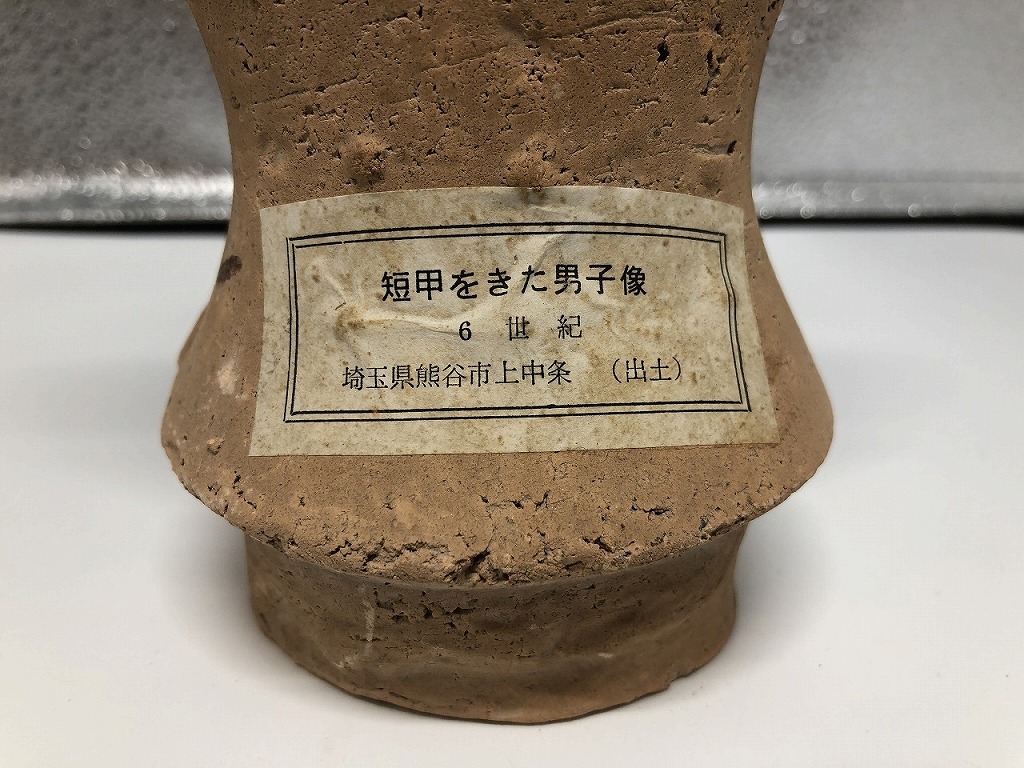 短甲をきた男子像
6 世 紀
埼玉県熊谷市上中条 (出土)